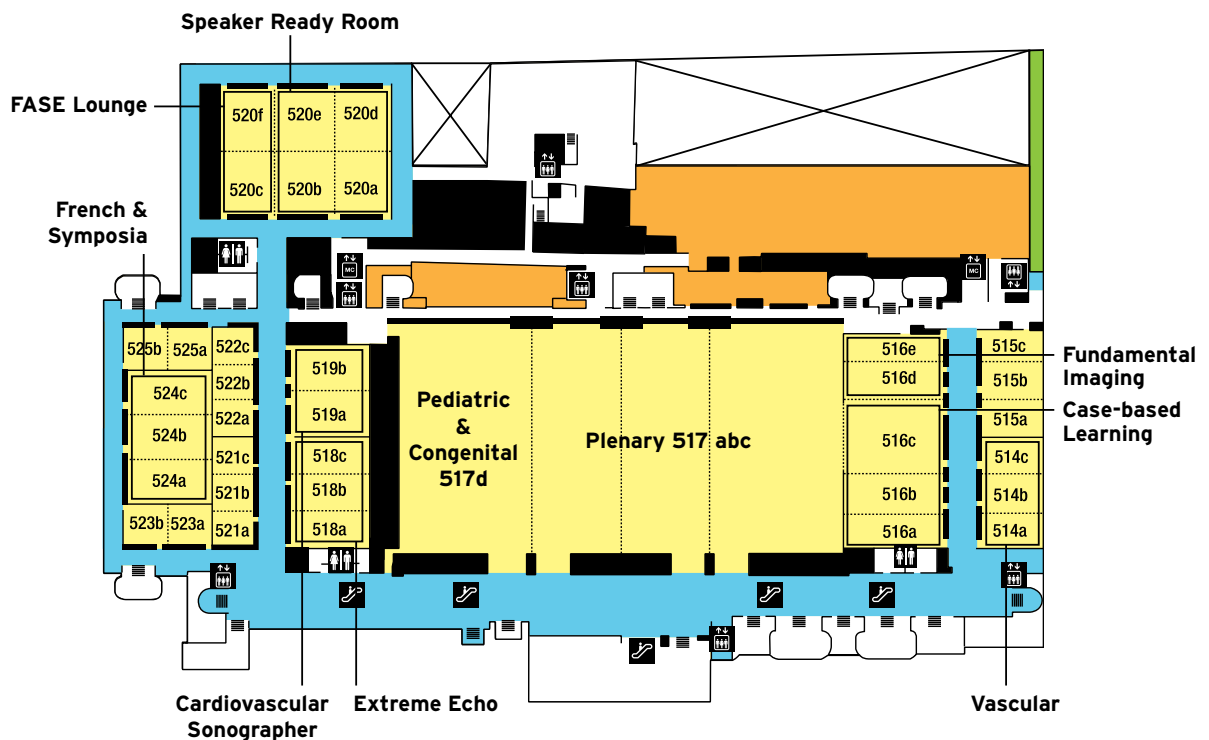 Speaker Ready Room
FASE Lounge
520f 520e 520d
520c 520b 520a
French &
Symposia
MC
MC
525b 525a 522c
524c 522b
522a
524b
521c
524a 521b
523b 523a 521a
519b
519a
518c
518b
518a
Pediatric
&
Congenital
517d
Plenary 517 abc
516e
516d
516c
516b
516a
515c
515b
515a
514c
514b
514a
Fundamental
Imaging
Case-based
Learning
Cardiovascular
Sonographer
Extreme Echo
Vascular